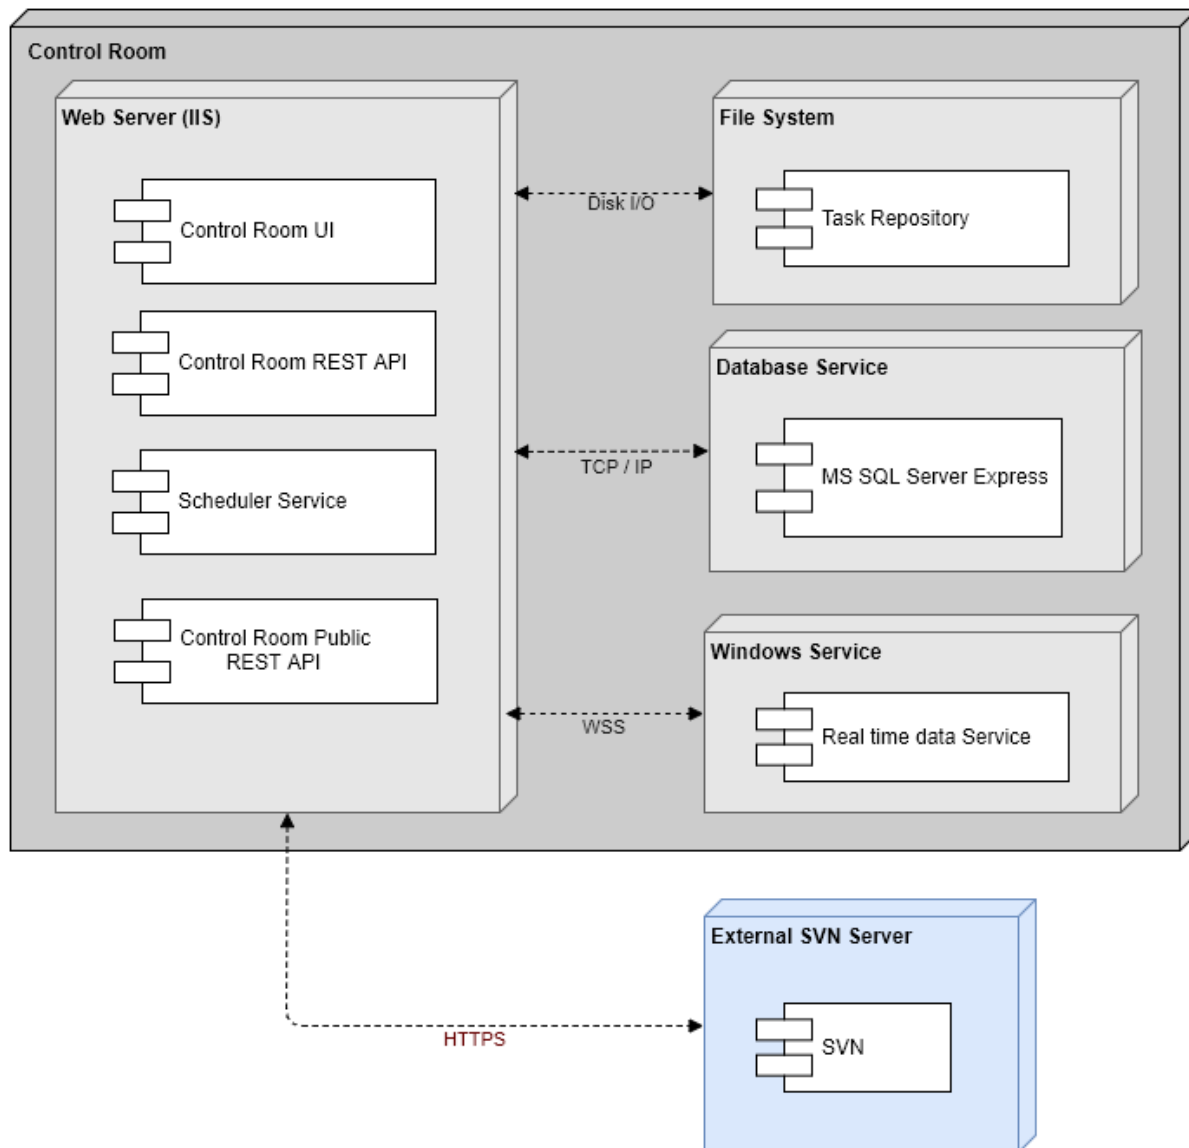 Control Room
Web Server (IIS)
Control Room UI
Control Room REST API
Scheduler Service
Control Room Public
REST API
Disk I/O
TCP / IP
WSS
File System
Task Repository
Database Service
MS SQL Server Express
Windows Service
Real time data Service
HTTPS
External SVN Server
SVN